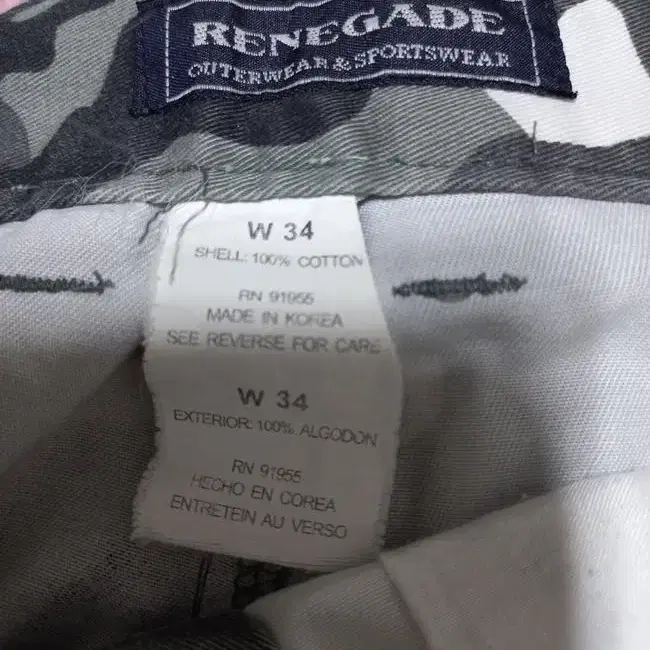 RENEGADE
OUTERWEAR & SPORTSWEAR
W 34
SHELL: 100% COTTON
RN 91955
MADE IN KOREA
SEE REVERSE FOR CARE
W 34
EXTERIOR: 100% ALGODON
RN 91955
HECHO EN COREA
ENTRETEIN AU VERSO